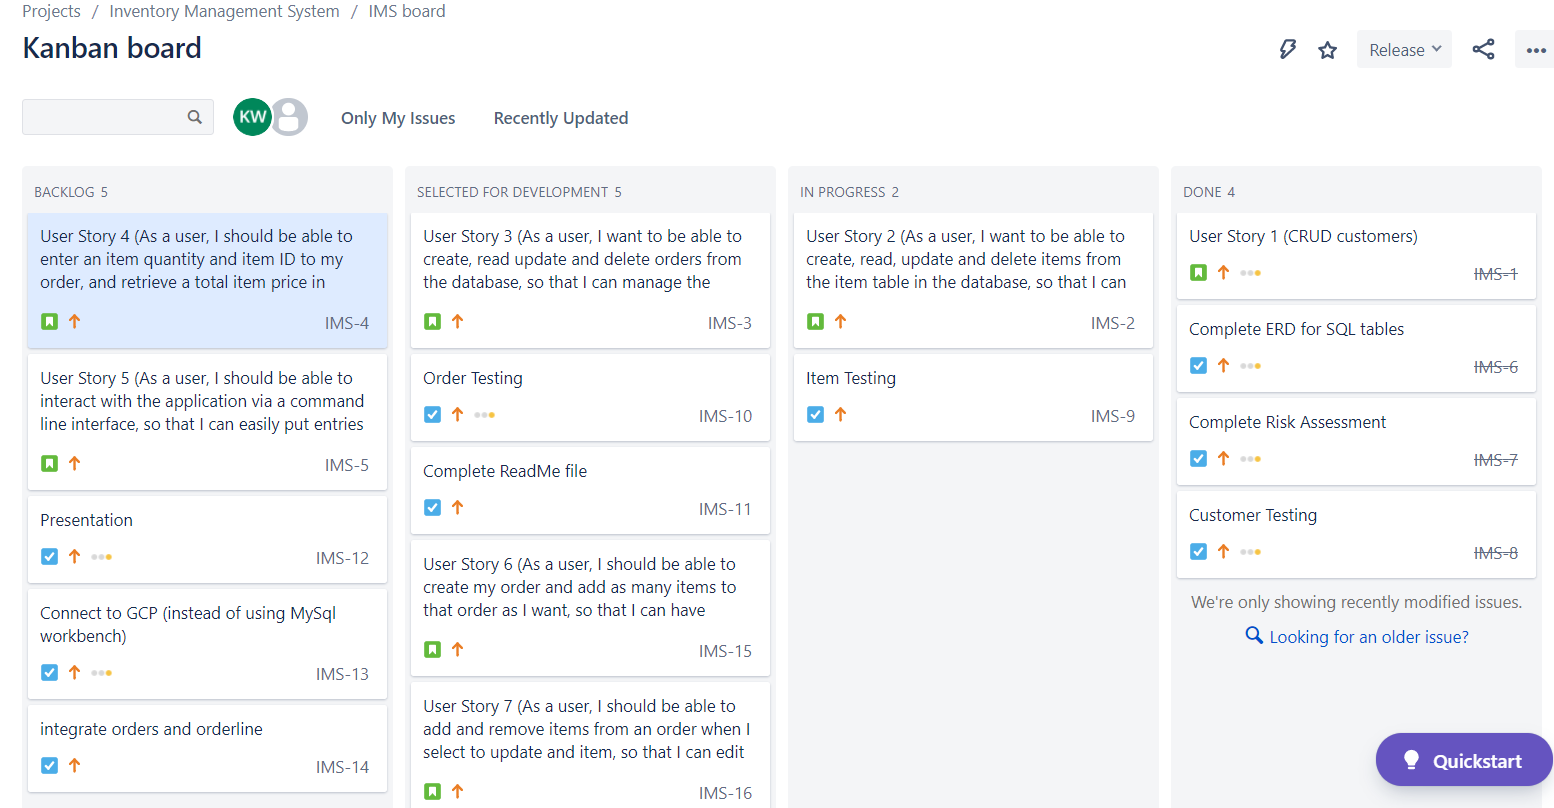 Projects / Inventory Management System / IMS board
Kanban board
Release
KW
Only My Issues
Recently Updated
BACKLOG 5
User Story 4 (As a user, I should be able to
enter an item quantity and item ID to my
order, and retrieve a total item price in
IMS-4
User Story 5 (As a user, I should be able to
interact with the application via a command
line interface, so that I can easily put entries
IMS-5
Presentation
IMS-12
Connect to GCP (instead of using MySql
workbench)
IMS-13
integrate orders and orderline
IMS-14
SELECTED FOR DEVELOPMENT 5
User Story 3 (As a user, I want to be able to
create, read update and delete orders from
the database, so that I can manage the
IMS-3
Order Testing
IMS-10
Complete ReadMe file
IMS-11
User Story 6 (As a user, I should be able to
create my order and add as many items to
that order as I want, so that I can have
IMS-15
User Story 7 (As a user, I should be able to
add and remove items from an order when I
select to update and item, so that I can edit
IMS-16
IN PROGRESS 2
User Story 2 (As a user, I want to be able to
create, read, update and delete items from
the item table in the database, so that I can
IMS-2
Item Testing
IMS-9
DONE 4
User Story 1 (CRUD customers)
IMS-1
Complete ERD for SQL tables
IMS-6
Complete Risk Assessment
IMS-7
Customer Testing
IMS-8
We're only showing recently modified issues.
Looking for an older issue?
Quickstart